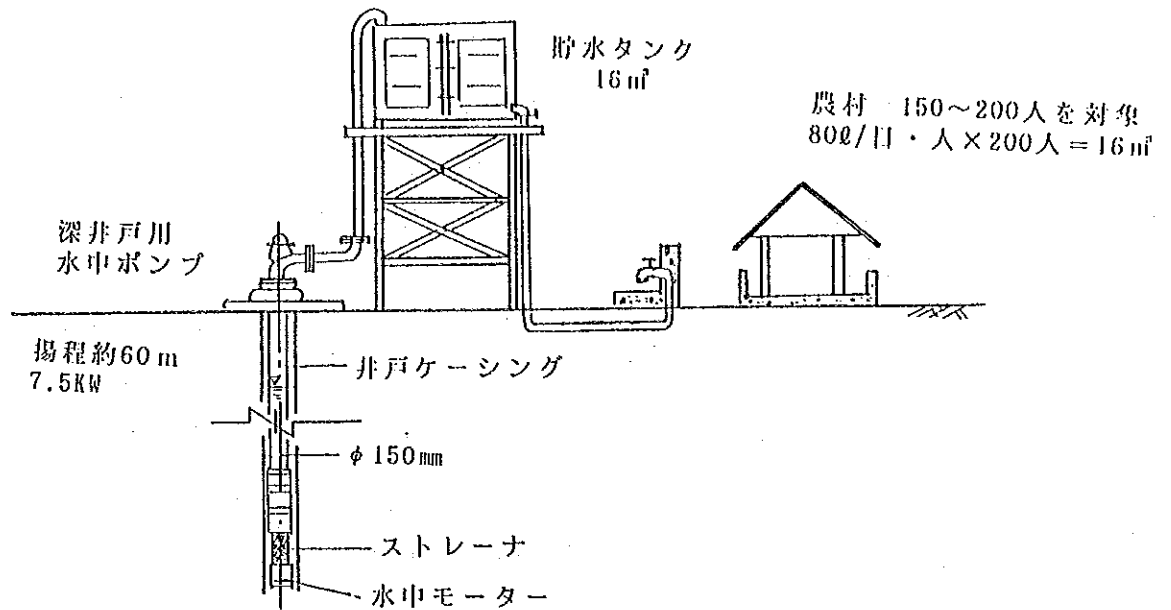 貯水タンク
16㎥
農村 150～200人を対象
80ℓ/日・人×200人=16㎥
深井戸用
水中ポンプ
揚程約60m
7.5KW
井戸ケーシング
φ150㎜
ストレーナ
水中モーター